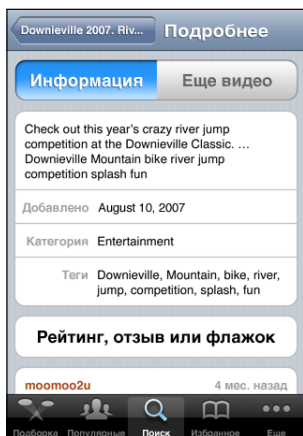 Downieville 2007. Riv...
Подробнее
Информация
Еще видео
Check out this year's crazy river jump
competition at the Downieville Classic. ...
Downieville Mountain bike river jump
competition splash fun
Добавлено August 10, 2007
Категория Entertainment
Теги Downieville, Mountain, bike, river,
jump, competition, splash, fun
Рейтинг, отзыв или флажок
moomoo2u 4 мес. назад
Подборка Популярные Поиск Избранное Еще